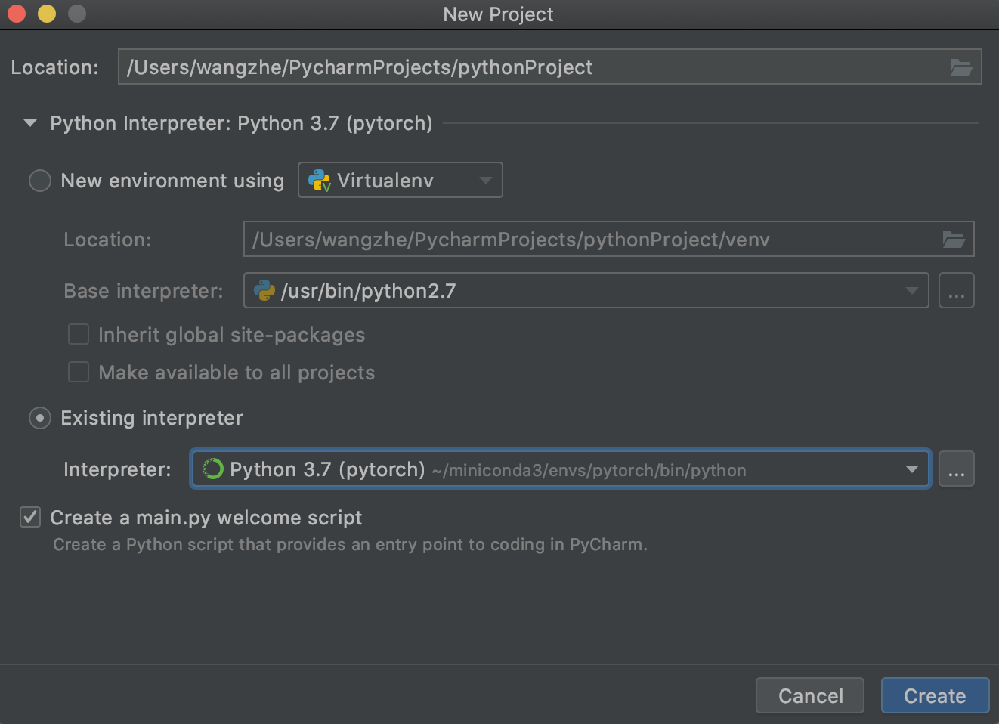 New Project
Location: /Users/wangzhe/PycharmProjects/pythonProject
Python Interpreter: Python 3.7 (pytorch)
New environment using Virtualenv
Location: /Users/wangzhe/PycharmProjects/pythonProject/venv
Base interpreter: /usr/bin/python2.7 ...
Inherit global site-packages
Make available to all projects
Existing interpreter
Interpreter: Python 3.7 (pytorch) ~/miniconda3/envs/pytorch/bin/python ...
Create a main.py welcome script
Create a Python script that provides an entry point to coding in PyCharm.
Cancel Create